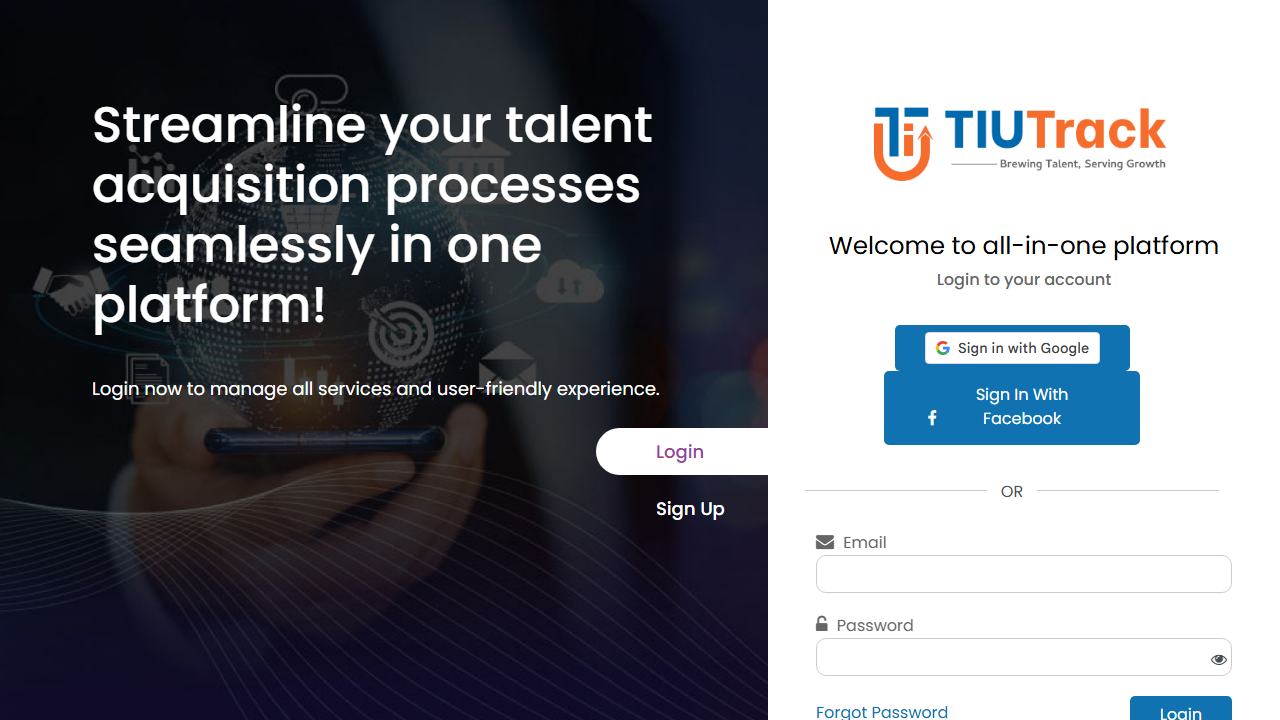 Streamline your talent
acquisition processes
seamlessly in one
platform!
Login now to manage all services and user-friendly experience.
Login
Sign Up
TIUTrack
Brewing Talent, Serving Growth
Welcome to all-in-one platform
Login to your account
Sign in with Google
Sign In With
Facebook
OR
Email
Password
Forgot Password
Login